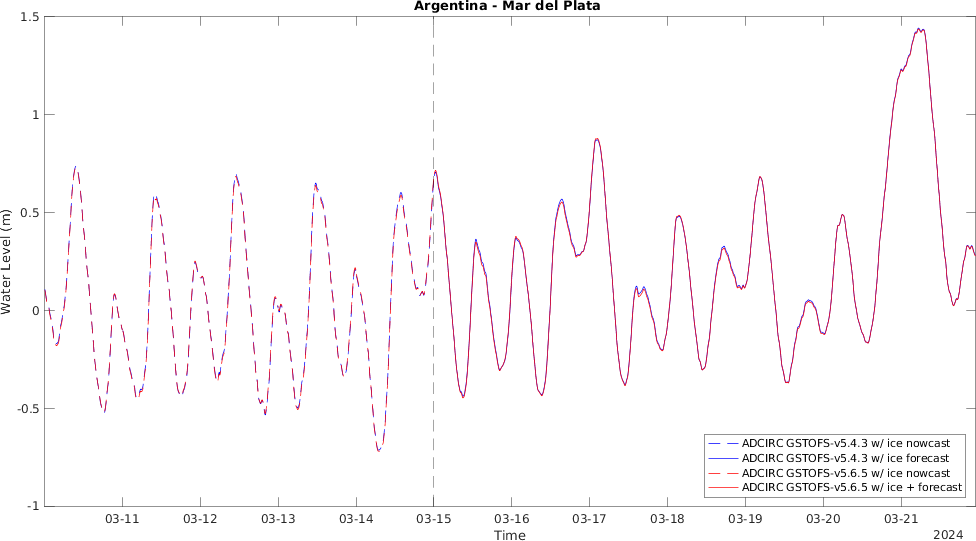 Argentina - Mar del Plata
Water Level (m)
1.5
1
0.5
0
-0.5
-1
03-11
03-12
03-13
03-14
03-15
03-16
03-17
03-18
03-19
03-20
03-21
Time
2024
ADCIRC GSTOFS-v5.4.3 w/ ice nowcast
ADCIRC GSTOFS-v5.4.3 w/ ice forecast
ADCIRC GSTOFS-v5.6.5 w/ ice nowcast
ADCIRC GSTOFS-v5.6.5 w/ ice + forecast